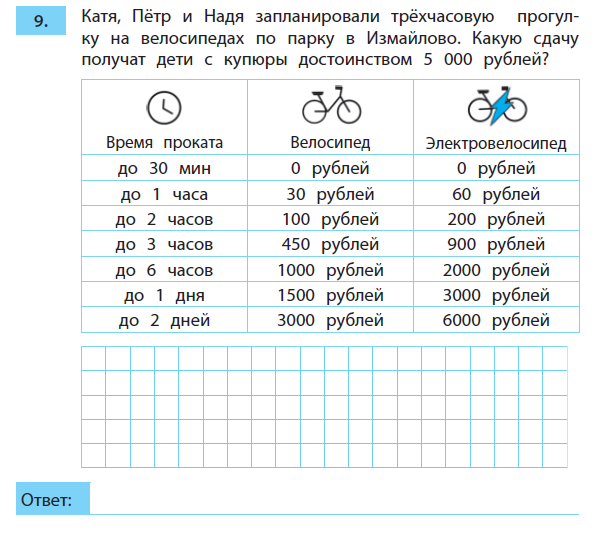 9.
Катя, Пётр и Надя запланировали трёхчасовую прогул-
ку на велосипедах по парку в Измайлово. Какую сдачу
получат дети с купюры достоинством 5 000 рублей?
Время проката Велосипед Электровелосипед
до 30 мин 0 рублей 0 рублей
до 1 часа 30 рублей 60 рублей
до 2 часов 100 рублей 200 рублей
до 3 часов 450 рублей 900 рублей
до 6 часов 1000 рублей 2000 рублей
до 1 дня 1500 рублей 3000 рублей
до 2 дней 3000 рублей 6000 рублей
Ответ: